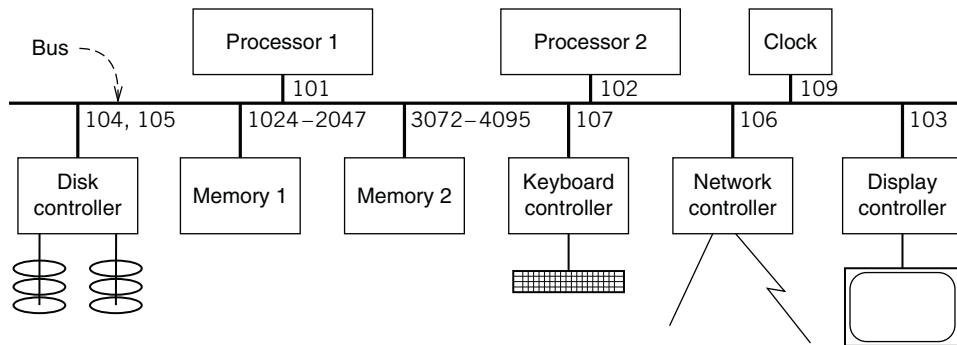 Processor 1
Processor 2
Clock
Bus
101
102
109
104, 105
1024–2047
3072–4095
107
106
103
Disk
controller
Memory 1
Memory 2
Keyboard
controller
Network
controller
Display
controller